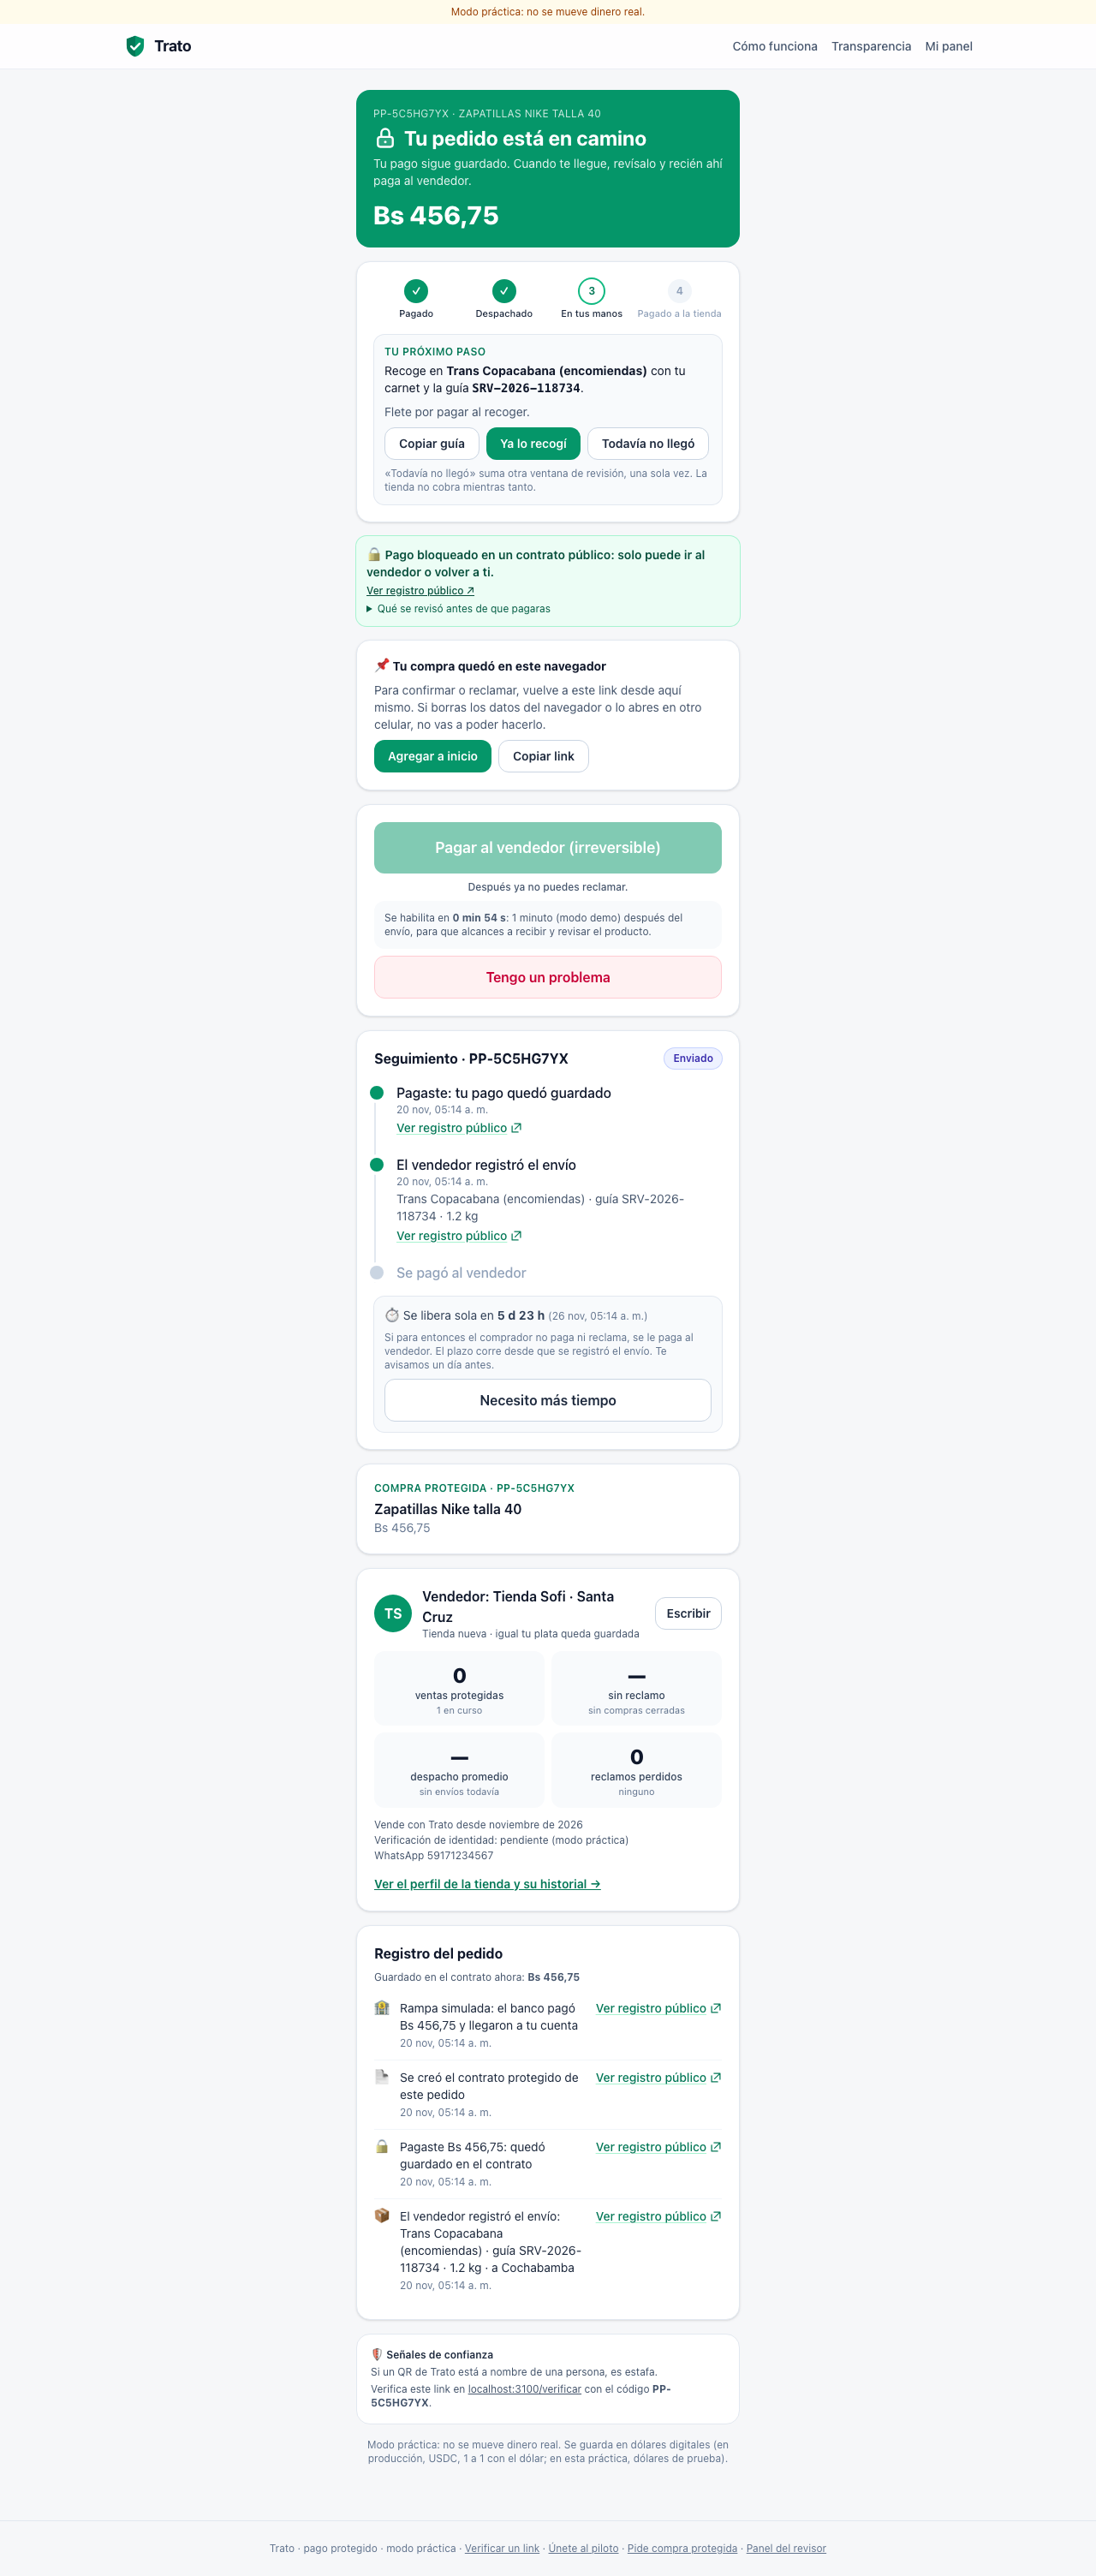 Modo práctica: no se mueve dinero real.
Trato
Cómo funciona Transparencia Mi panel
PP-5C5HG7YX · ZAPATILLAS NIKE TALLA 40
Tu pedido está en camino
Tu pago sigue guardado. Cuando te llegue, revísalo y recién ahí
paga al vendedor.
Bs 456,75
3 4
Pagado Despachado En tus manos Pagado a la tienda
TU PRÓXIMO PASO
Recoge en Trans Copacabana (encomiendas) con tu
carnet y la guía SRV-2026-118734.
Flete por pagar al recoger.
Copiar guía Ya lo recogí Todavía no llegó
«Todavía no llegó» suma otra ventana de revisión, una sola vez. La
tienda no cobra mientras tanto.
Pago bloqueado en un contrato público: solo puede ir al
vendedor o volver a ti.
Ver registro público ↗
▶ Qué se revisó antes de que pagaras
Tu compra quedó en este navegador
Para confirmar o reclamar, vuelve a este link desde aquí
mismo. Si borras los datos del navegador o lo abres en otro
celular, no vas a poder hacerlo.
Agregar a inicio Copiar link
Pagar al vendedor (irreversible)
Después ya no puedes reclamar.
Se habilita en 0 min 54 s: 1 minuto (modo demo) después del
envío, para que alcances a recibir y revisar el producto.
Tengo un problema
Seguimiento · PP-5C5HG7YX Enviado
Pagaste: tu pago quedó guardado
20 nov, 05:14 a. m.
Ver registro público
El vendedor registró el envío
20 nov, 05:14 a. m.
Trans Copacabana (encomiendas) · guía SRV-2026-
118734 · 1.2 kg
Ver registro público
Se pagó al vendedor
Se libera sola en 5 d 23 h (26 nov, 05:14 a. m.)
Si para entonces el comprador no paga ni reclama, se le paga al
vendedor. El plazo corre desde que se registró el envío. Te
avisamos un día antes.
Necesito más tiempo
COMPRA PROTEGIDA · PP-5C5HG7YX
Zapatillas Nike talla 40
Bs 456,75
TS
Vendedor: Tienda Sofi · Santa
Cruz
Tienda nueva · igual tu plata queda guardada
Escribir
0
ventas protegidas
1 en curso
—
sin reclamo
sin compras cerradas
—
despacho promedio
sin envíos todavía
0
reclamos perdidos
ninguno
Vende con Trato desde noviembre de 2026
Verificación de identidad: pendiente (modo práctica)
WhatsApp 59171234567
Ver el perfil de la tienda y su historial →
Registro del pedido
Guardado en el contrato ahora: Bs 456,75
Rampa simulada: el banco pagó
Bs 456,75 y llegaron a tu cuenta
20 nov, 05:14 a. m.
Ver registro público
Se creó el contrato protegido de
este pedido
20 nov, 05:14 a. m.
Ver registro público
Pagaste Bs 456,75: quedó
guardado en el contrato
20 nov, 05:14 a. m.
Ver registro público
El vendedor registró el envío:
Trans Copacabana
(encomiendas) · guía SRV-2026-
118734 · 1.2 kg · a Cochabamba
20 nov, 05:14 a. m.
Ver registro público
Señales de confianza
Si un QR de Trato está a nombre de una persona, es estafa.
Verifica este link en localhost:3100/verificar con el código PP-
5C5HG7YX.
Modo práctica: no se mueve dinero real. Se guarda en dólares digitales (en
producción, USDC, 1 a 1 con el dólar; en esta práctica, dólares de prueba).
Trato · pago protegido · modo práctica · Verificar un link · Únete al piloto · Pide compra protegida · Panel del revisor